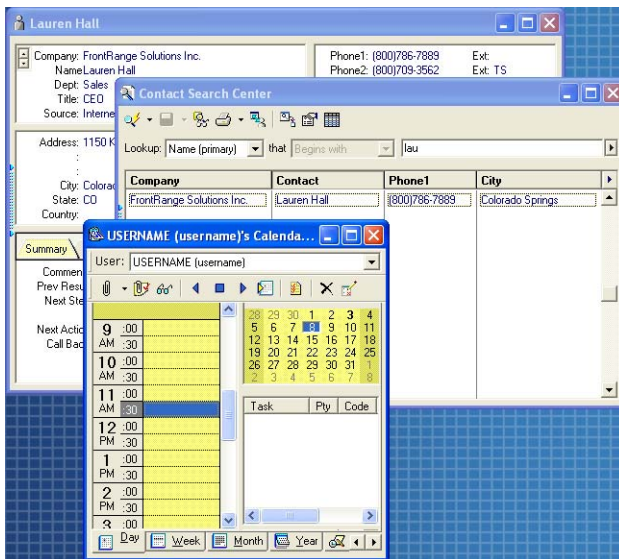 Lauren Hall
Company: FrontRange Solutions Inc.
Phone1: (800)786-7889 Ext:
Name Lauren Hall
Phone2: (800)709-3562 Ext: TS
Dept: Sales
Title: CEO
Source: Interne
Address: 1150 K
:
:
City: Colorad
State: CO
Country:
Summary
Commen
Prev Resu
Next Ste
Next Actio
Call Bac
Contact Search Center
Lookup: Name (primary) that Begins with lau
Company Contact Phone1 City
FrontRange Solutions Inc. Lauren Hall (800)786-7889 Colorado Springs
USERNAME (username)'s Calenda...
User: USERNAME (username)
9 :00
AM :30
10 :00
AM :30
11 :00
AM :30
12 :00
PM :30
1 :00
PM :30
2 :00
PM :30
3 :00
28 29 30 1 2 3 4
5 6 7 8 9 10 11
12 13 14 15 16 17 18
19 20 21 22 23 24 25
26 27 28 29 30 31 1
2 3 4 5 6 7 8
Task Pty Code
Day Week Month Year